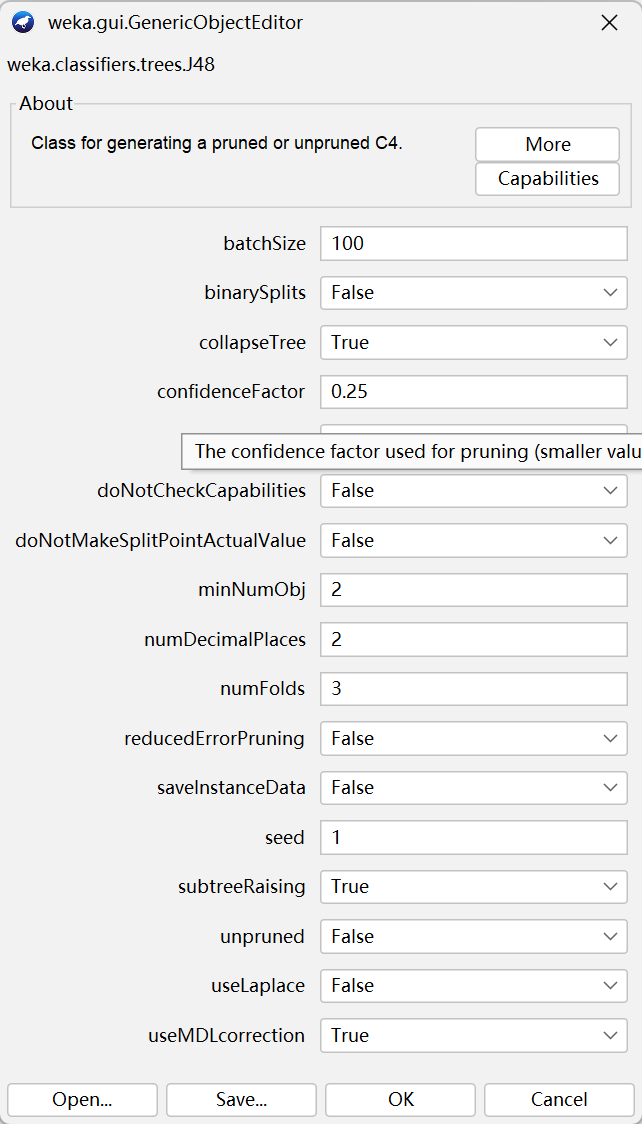 weka.gui.GenericObjectEditor
weka.classifiers.trees.J48
About
Class for generating a pruned or unpruned C4.
More
Capabilities
batchSize 100
binarySplits False
collapseTree True
confidenceFactor 0.25
The confidence factor used for pruning (smaller valu
doNotCheckCapabilities False
doNotMakeSplitPointActualValue False
minNumObj 2
numDecimalPlaces 2
numFolds 3
reducedErrorPruning False
saveInstanceData False
seed 1
subtreeRaising True
unpruned False
useLaplace False
useMDLcorrection True
Open... Save... OK Cancel